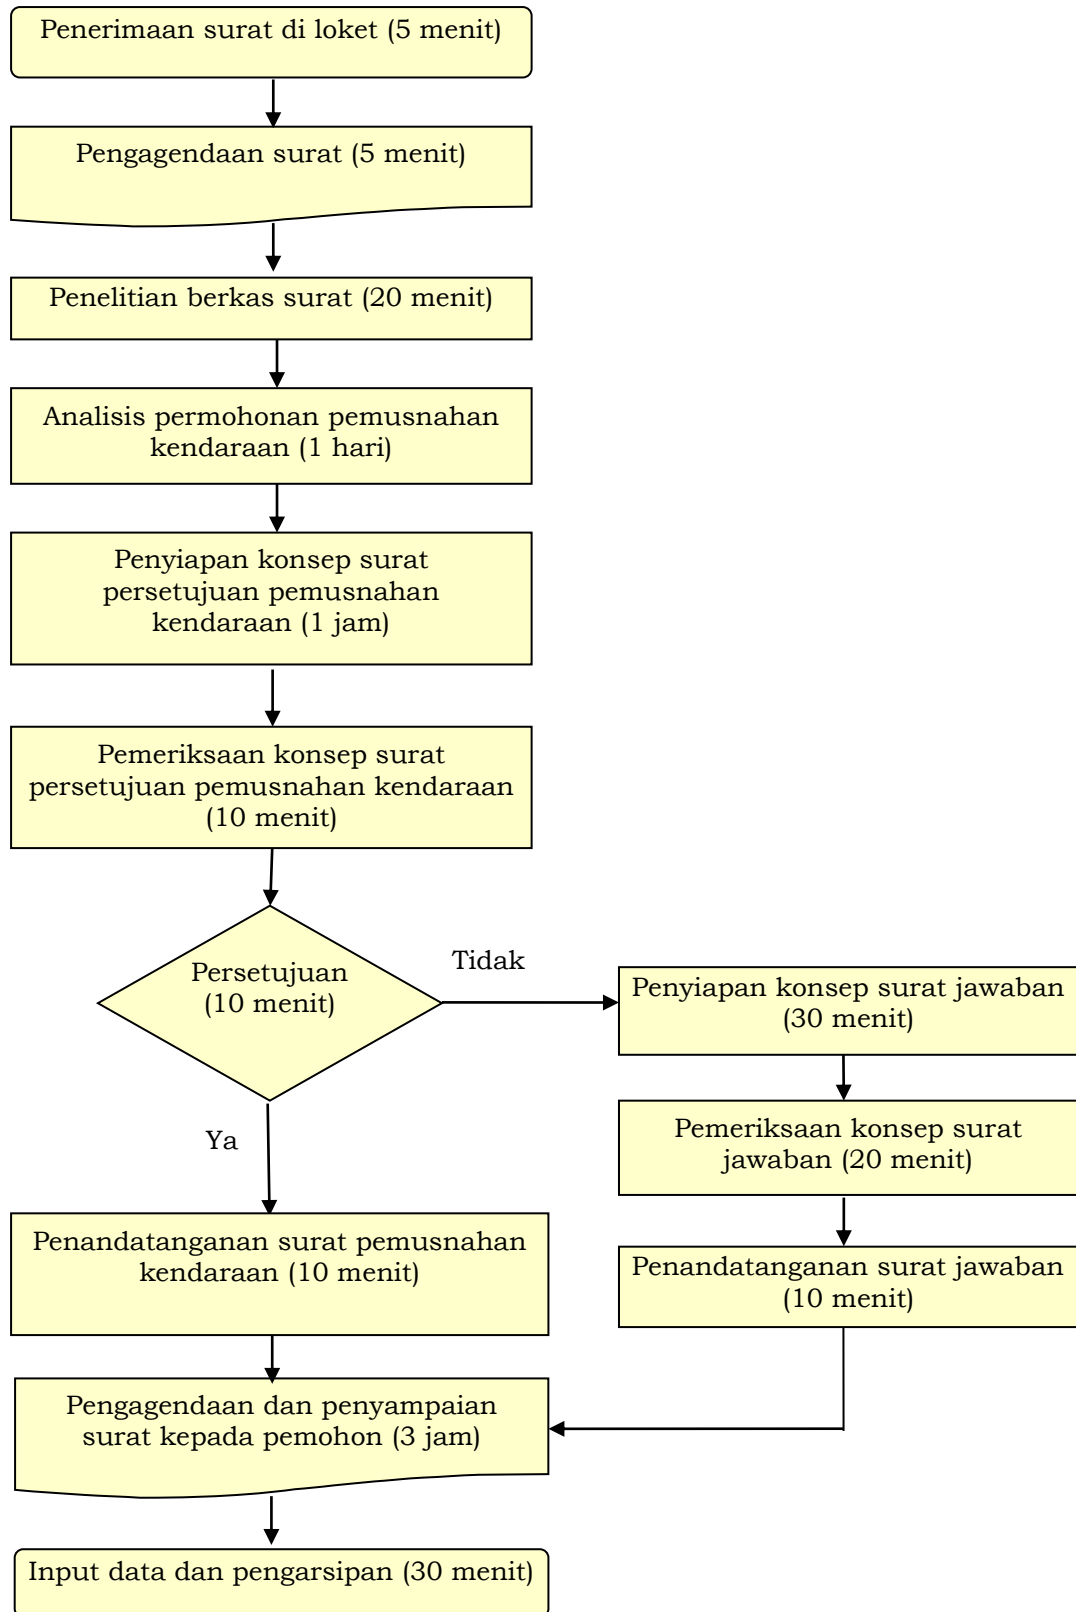 Penerimaan surat di loket (5 menit)
Pengagendaan surat (5 menit)
Penelitian berkas surat (20 menit)
Analisis permohonan pemusnahan
kendaraan (1 hari)
Penyiapan konsep surat
persetujuan pemusnahan
kendaraan (1 jam)
Pemeriksaan konsep surat
persetujuan pemusnahan kendaraan
(10 menit)
Persetujuan
(10 menit)
Tidak
Penyiapan konsep surat jawaban
(30 menit)
Pemeriksaan konsep surat
jawaban (20 menit)
Penandatanganan surat jawaban
(10 menit)
Ya
Penandatanganan surat pemusnahan
kendaraan (10 menit)
Pengagendaan dan penyampaian
surat kepada pemohon (3 jam)
Input data dan pengarsipan (30 menit)